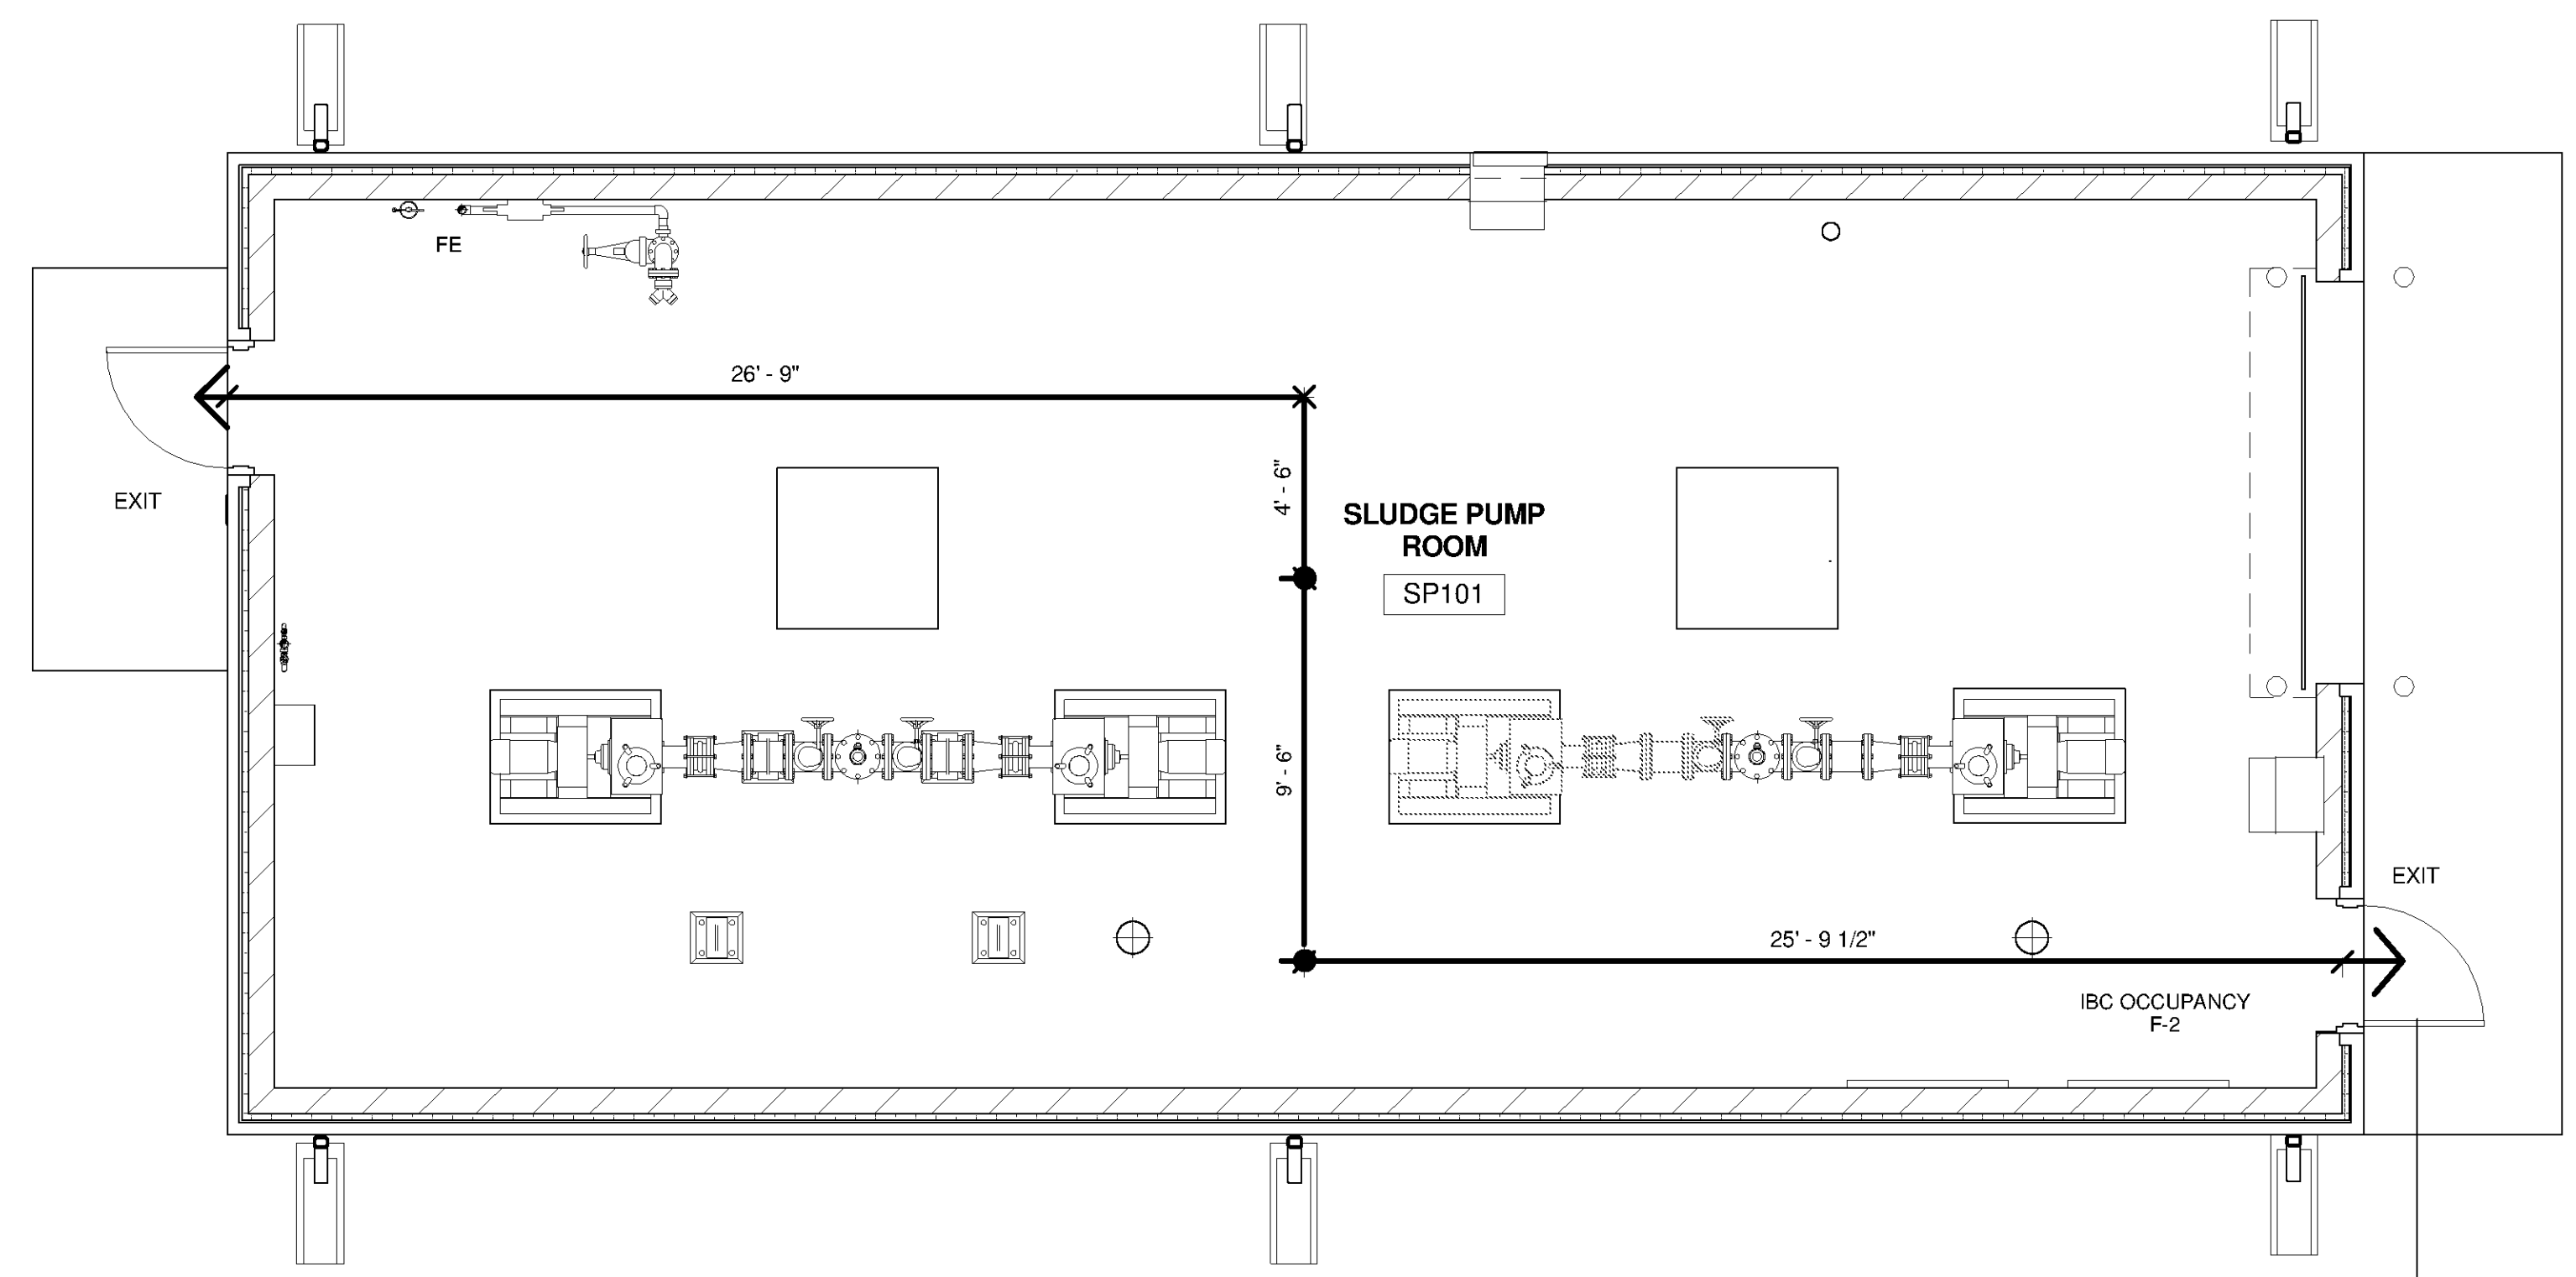 FE
26' - 9"
EXIT
4' - 6"
SLUDGE PUMP
ROOM
SP101
9' - 6"
EXIT
25' - 9 1/2"
IBC OCCUPANCY
F-2